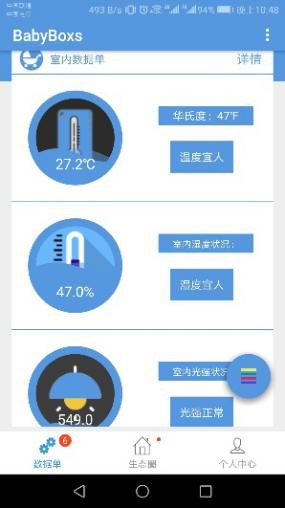 493 B/s 94% 晚上10:48
BabyBoxs
室内数据单 详情
华氏度：47℉
27.2℃
温度宜人
室内湿度状况：
47.0%
湿度宜人
室内光强状况
549.0
光强正常
6
数据单 生态圈 个人中心